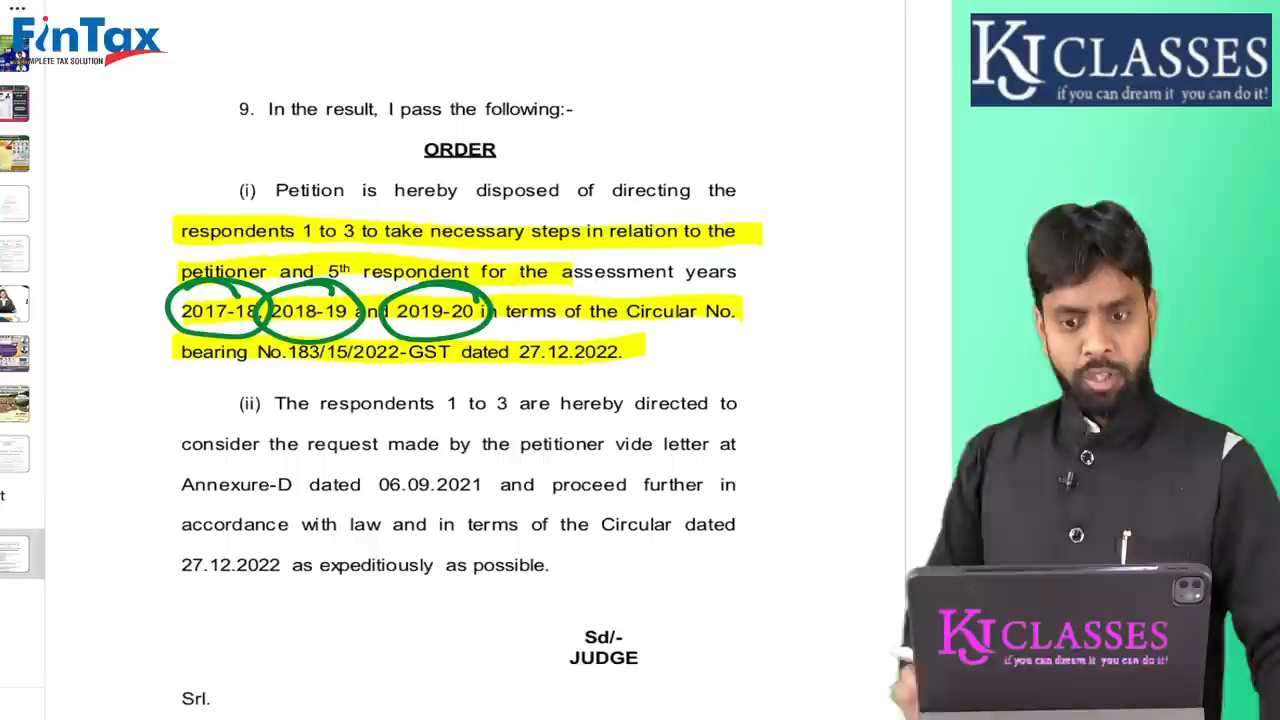 FinTax
COMPLETE TAX SOLUTION
KJ CLASSES
if you can dream it you can do it!
9. In the result, I pass the following:-
ORDER
(i) Petition is hereby disposed of directing the
respondents 1 to 3 to take necessary steps in relation to the
petitioner and 5th respondent for the assessment years
2017-18, 2018-19 and 2019-20 in terms of the Circular No.
bearing No.183/15/2022-GST dated 27.12.2022.
(ii) The respondents 1 to 3 are hereby directed to
consider the request made by the petitioner vide letter at
Annexure-D dated 06.09.2021 and proceed further in
accordance with law and in terms of the Circular dated
27.12.2022 as expeditiously as possible.
Sd/-
JUDGE
Srl.
t
KJ CLASSES
if you can dream it you can do it!